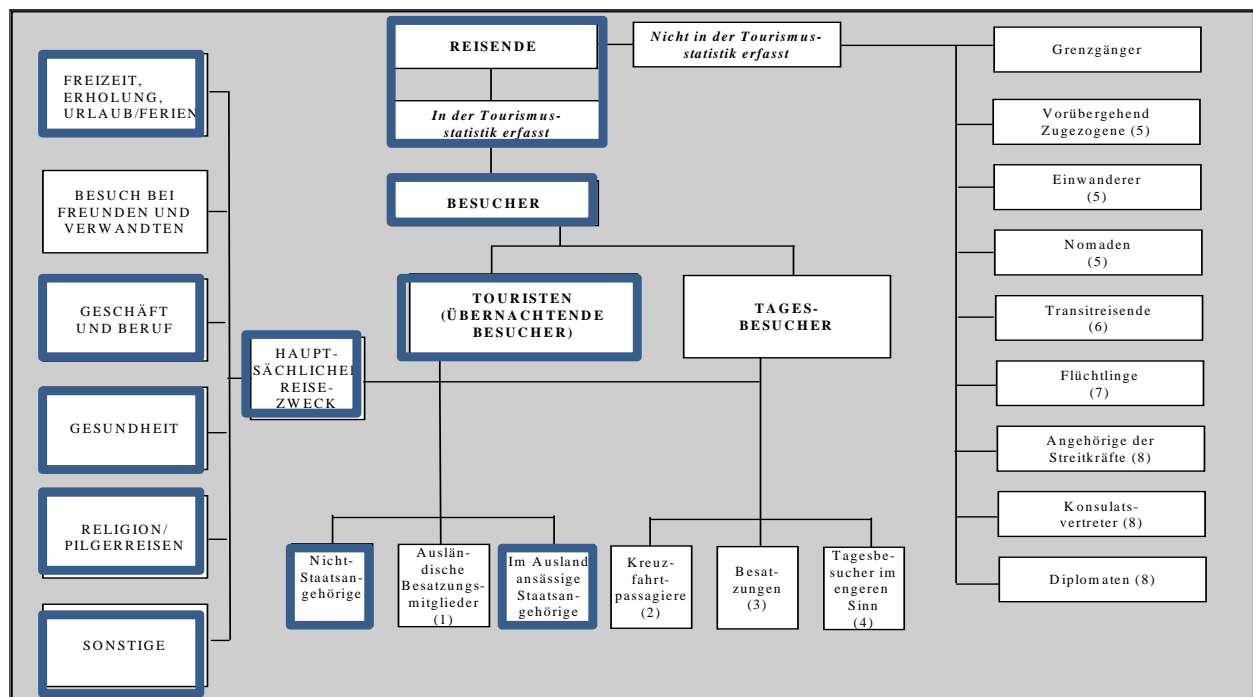 REISENDE
In der Tourismus-
statistik erfasst
Nicht in der Tourismus-
statistik erfasst
BESUCHER
TOURISTEN
(ÜBERNACHTENDE
BESUCHER)
TAGES-
BESUCHER
FREIZEIT,
ERHOLUNG,
URLAUB/FERIEN
BESUCH BEI
FREUNDEN UND
VERWANDTEN
GESCHÄFT
UND BERUF
GESUNDHEIT
RELIGION/
PILGERREISEN
SONSTIGE
HAUPT-
SÄCHLICHER
REISE-
ZWECK
Nicht-
Staatsan-
gehörige
Auslän-
dische
Besatzungs-
mitglieder
(1)
Im Ausland
ansässige
Staatsan-
gehörige
Kreuz-
fahrt-
passagiere
(2)
Besat-
zungen
(3)
Tagesbe-
sucher im
engeren
Sinn
(4)
Grenzgänger
Vorübergehend
Zugezogene (5)
Einwanderer
(5)
Nomaden
(5)
Transitreisende
(6)
Flüchtlinge
(7)
Angehörige der
Streitkräfte (8)
Konsulats-
vertreter (8)
Diplomaten (8)